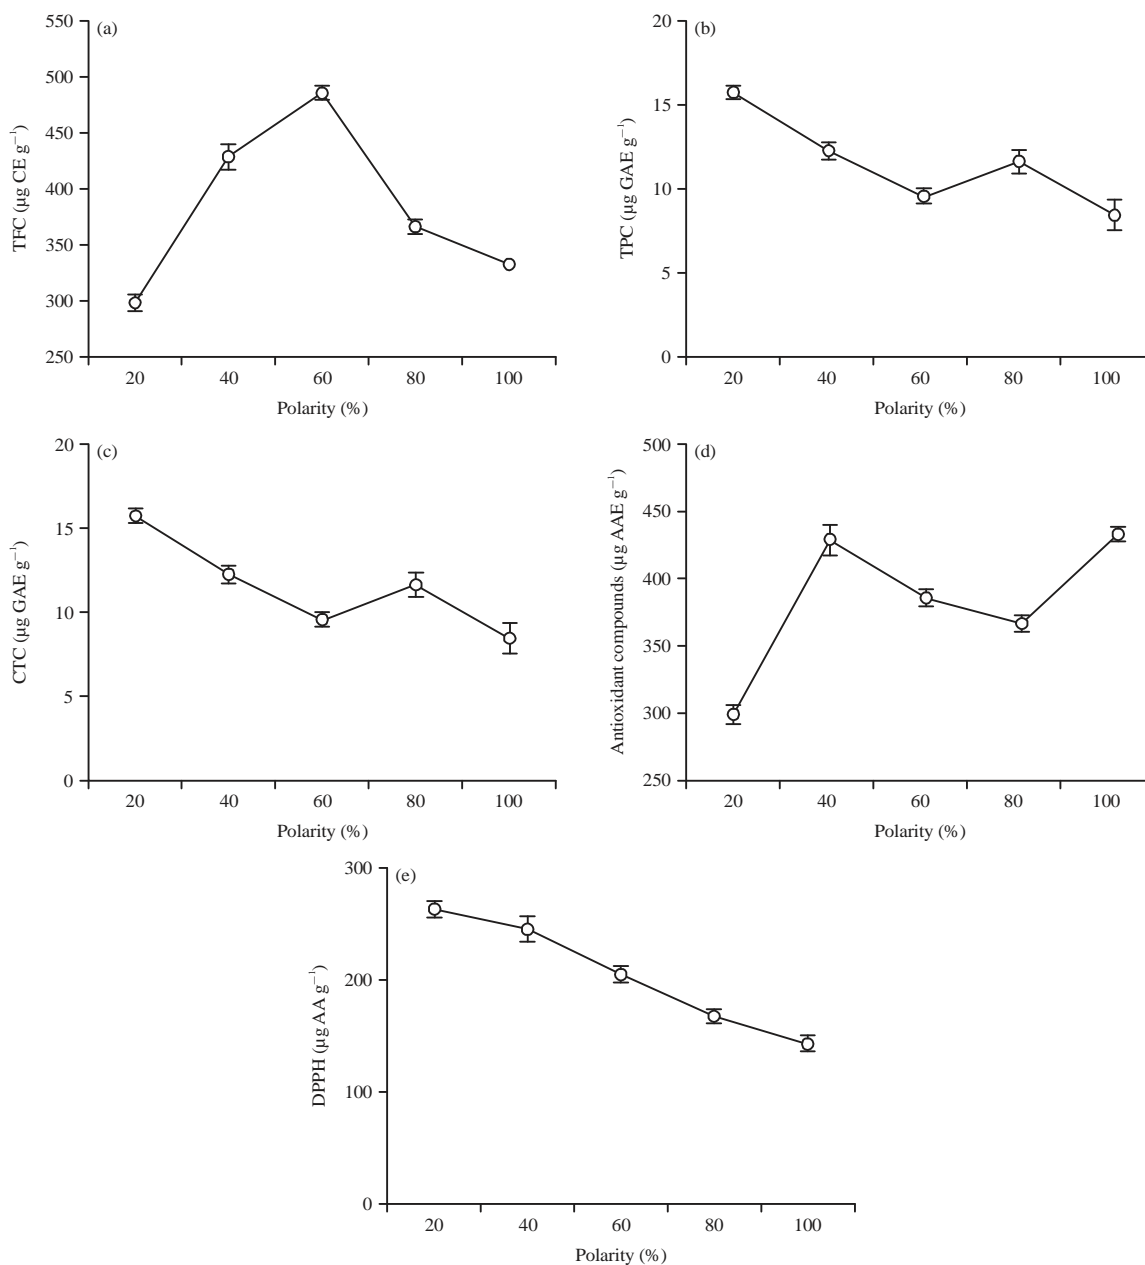 (a)
550
500
450
400
350
300
250
TFC (µg CE g⁻¹)
20 40 60 80 100
Polarity (%)
(b)
20
15
10
5
0
TPC (µg GAE g⁻¹)
20 40 60 80 100
Polarity (%)
(c)
20
15
10
5
0
CTC (µg GAE g⁻¹)
20 40 60 80 100
Polarity (%)
(d)
500
450
400
350
300
250
Antioxidant compounds (µg AAE g⁻¹)
20 40 60 80 100
Polarity (%)
(e)
300
200
100
0
DPPH (µg AA g⁻¹)
20 40 60 80 100
Polarity (%)